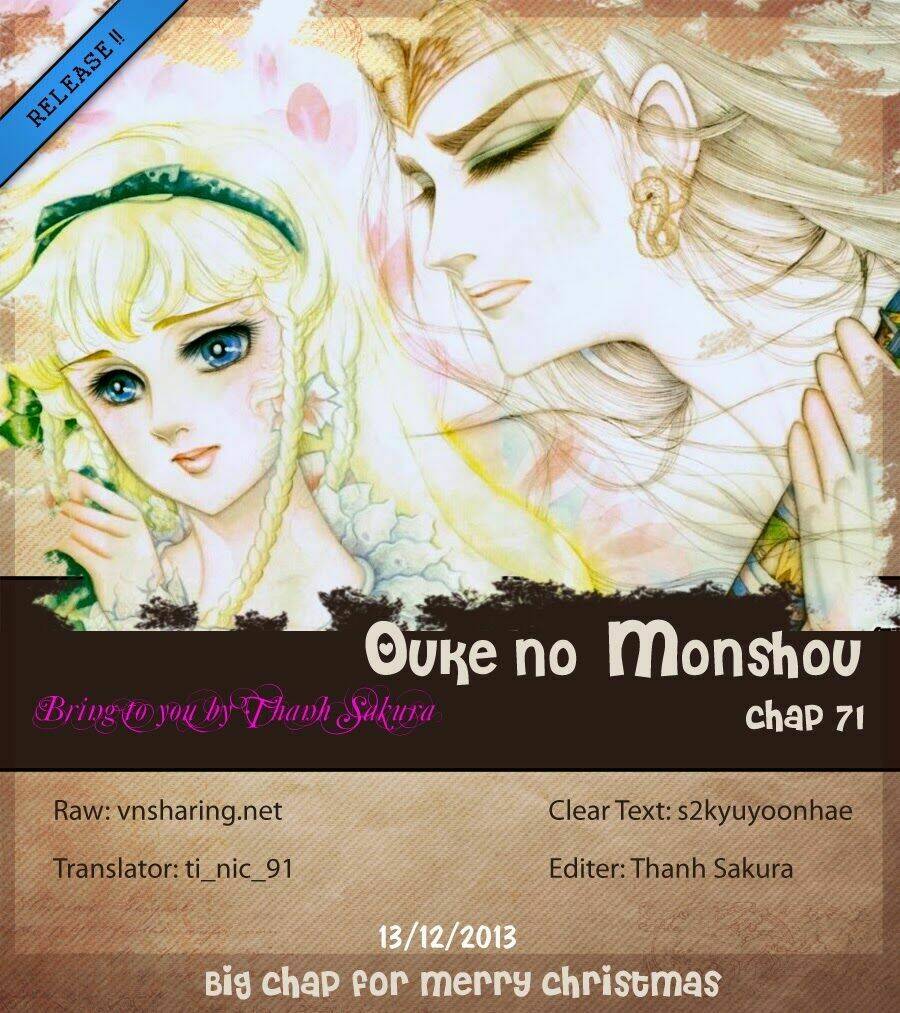 RELEASE !!
Ouke no Monshou
Bring to you by Thanh Sakura
chap 71
Raw: vnsharing.net
Clear Text: s2kyuyoonhae
Translator: ti_nic_91
Editer: Thanh Sakura
13/12/2013
Big chap for merry christmas